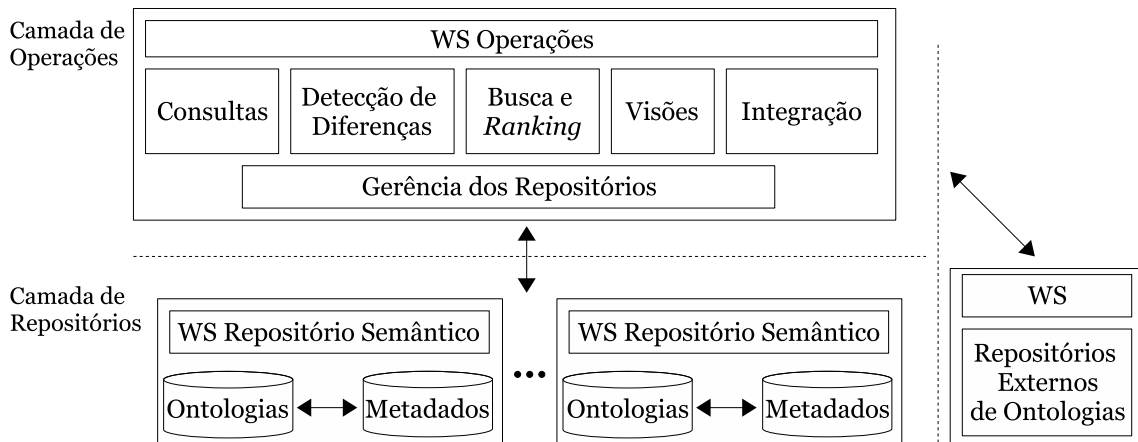 Camada de
Operações
WS Operações
Consultas
Detecção de
Diferenças
Busca e
Ranking
Visões
Integração
Gerência dos Repositórios
Camada de
Repositórios
WS Repositório Semântico
Ontologias
Metadados
...
WS Repositório Semântico
Ontologias
Metadados
WS
Repositórios
Externos
de Ontologias